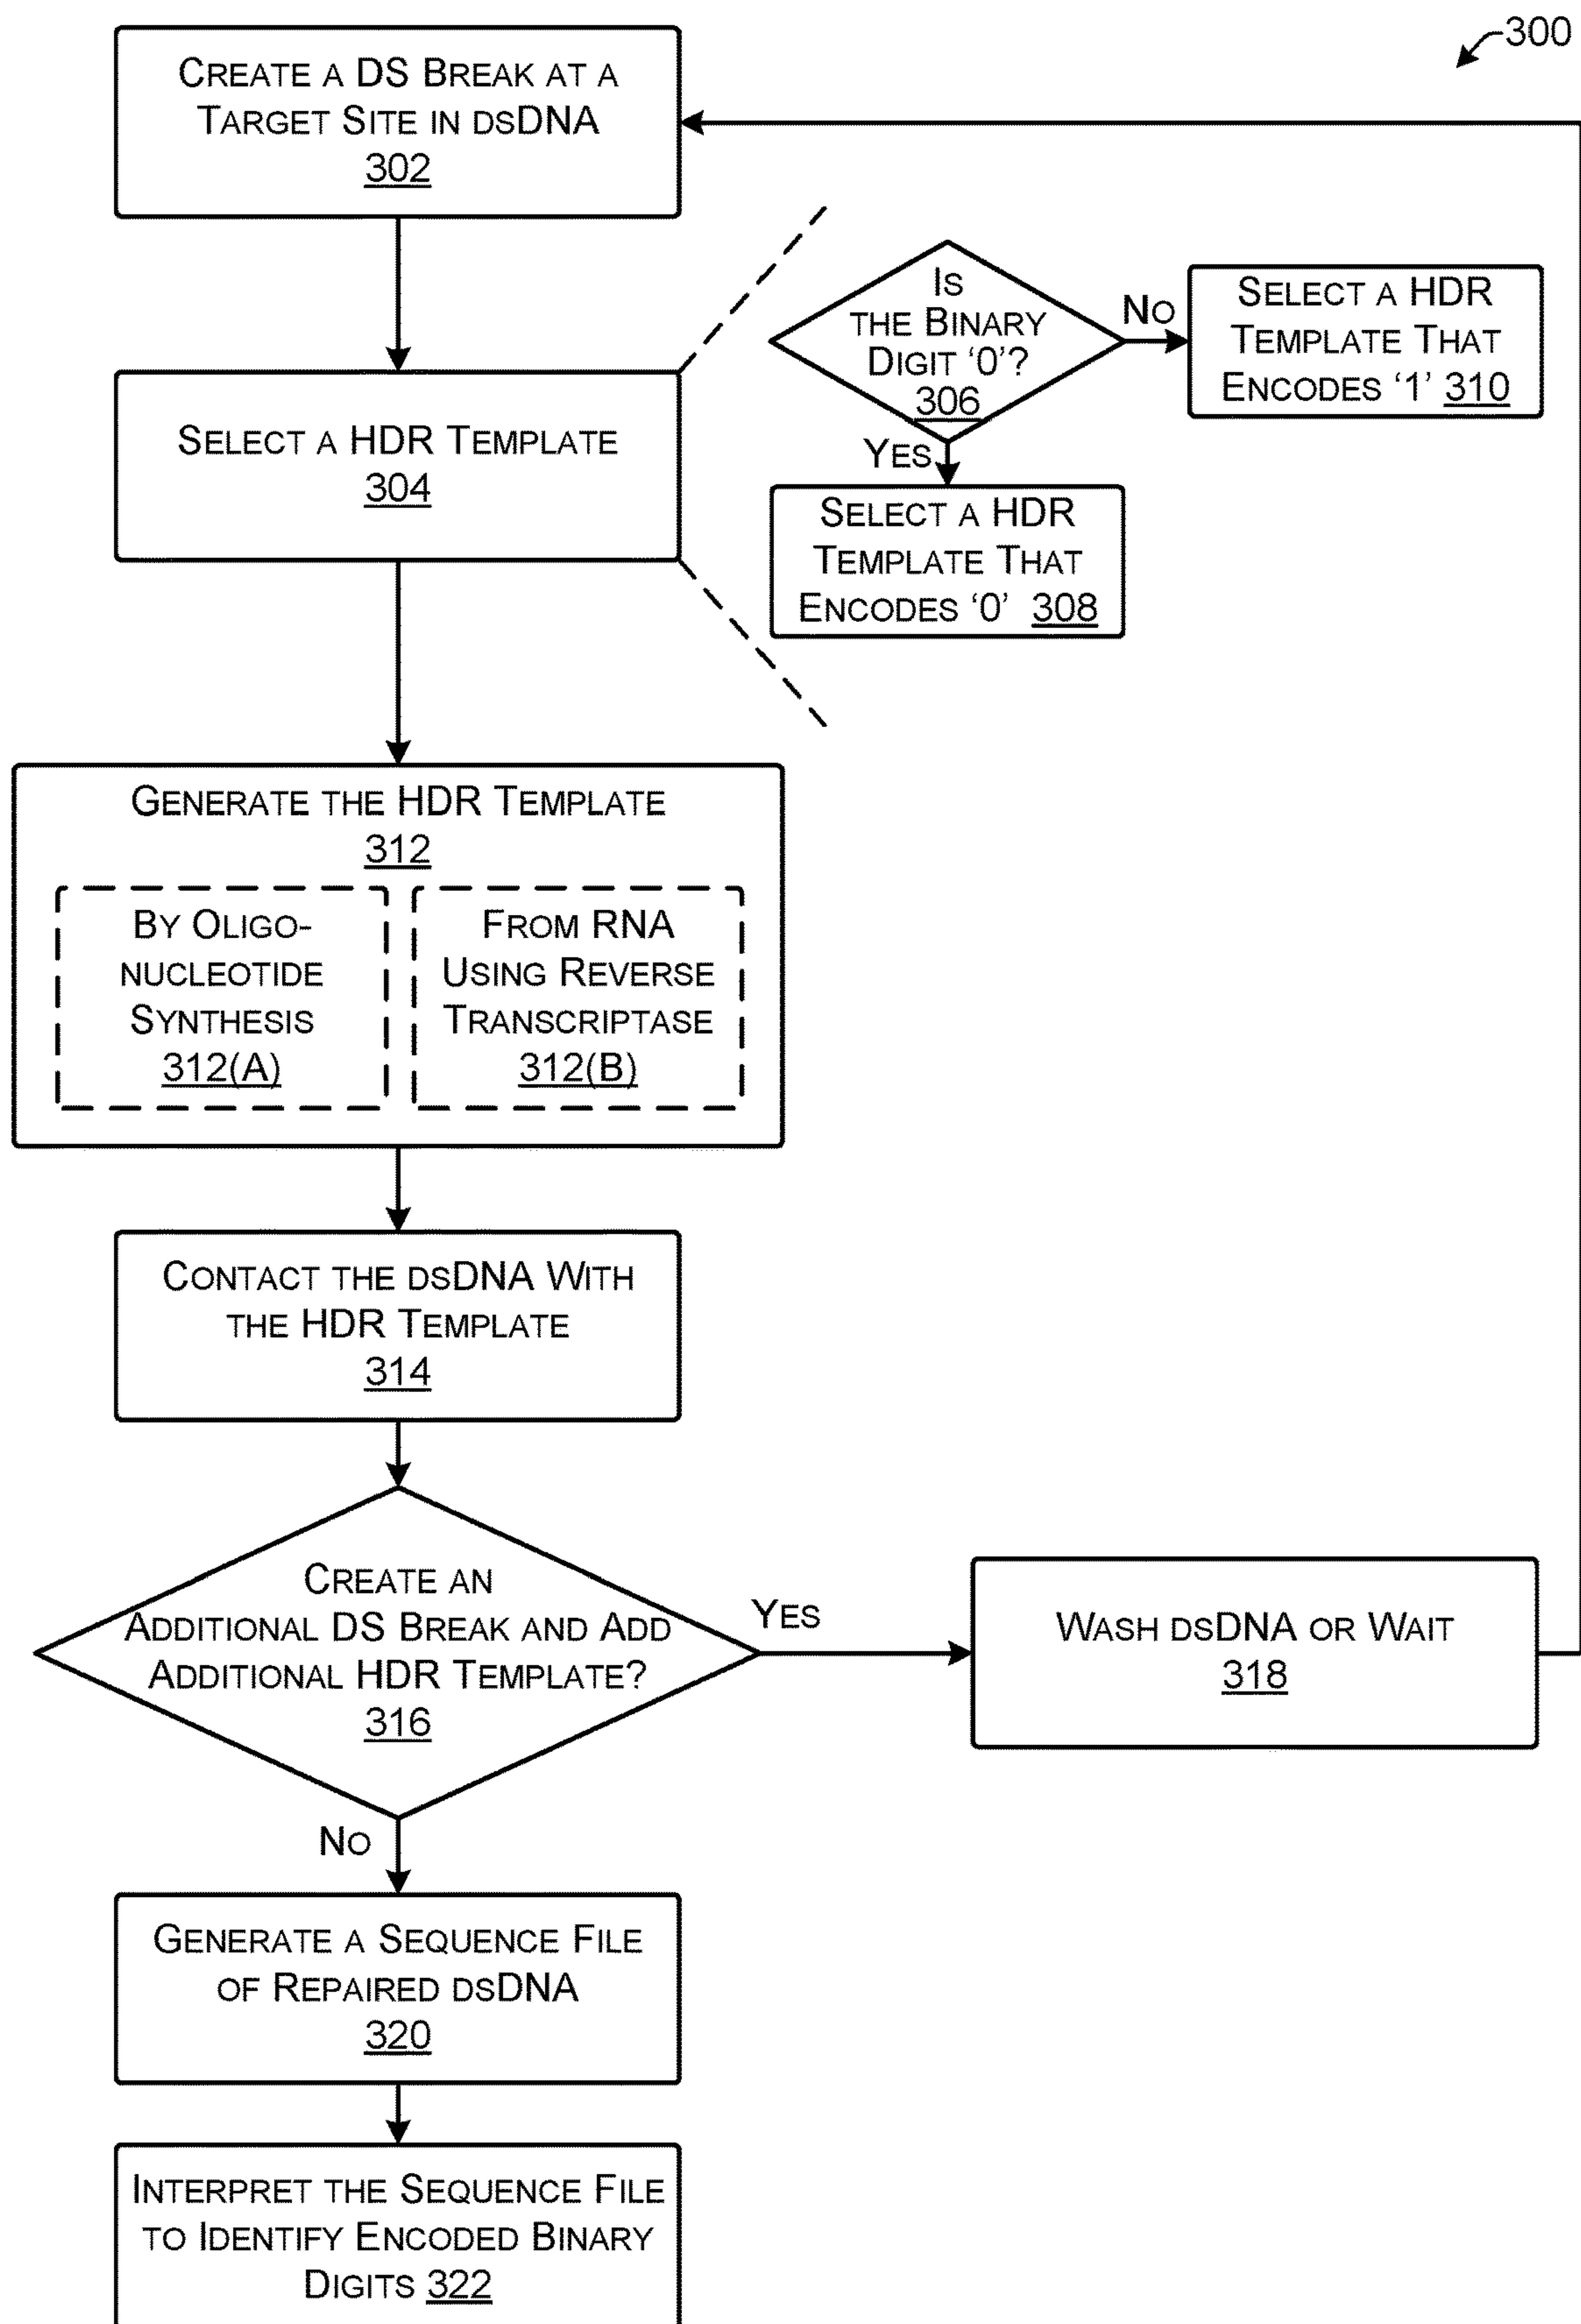 300
CREATE A DS BREAK AT A
TARGET SITE IN DSDNA
302
IS
THE BINARY
DIGIT ‘0’?
306
NO
SELECT A HDR
TEMPLATE THAT
ENCODES ‘1’ 310
YES
SELECT A HDR
TEMPLATE THAT
ENCODES ‘0’ 308
SELECT A HDR TEMPLATE
304
GENERATE THE HDR TEMPLATE
312
BY OLIGO-
NUCLEOTIDE
SYNTHESIS
312(A)
FROM RNA
USING REVERSE
TRANSCRIPTASE
312(B)
CONTACT THE DSDNA WITH
THE HDR TEMPLATE
314
CREATE AN
ADDITIONAL DS BREAK AND ADD
ADDITIONAL HDR TEMPLATE?
316
YES
WASH DSDNA OR WAIT
318
NO
GENERATE A SEQUENCE FILE
OF REPAIRED DSDNA
320
INTERPRET THE SEQUENCE FILE
TO IDENTIFY ENCODED BINARY
DIGITS 322